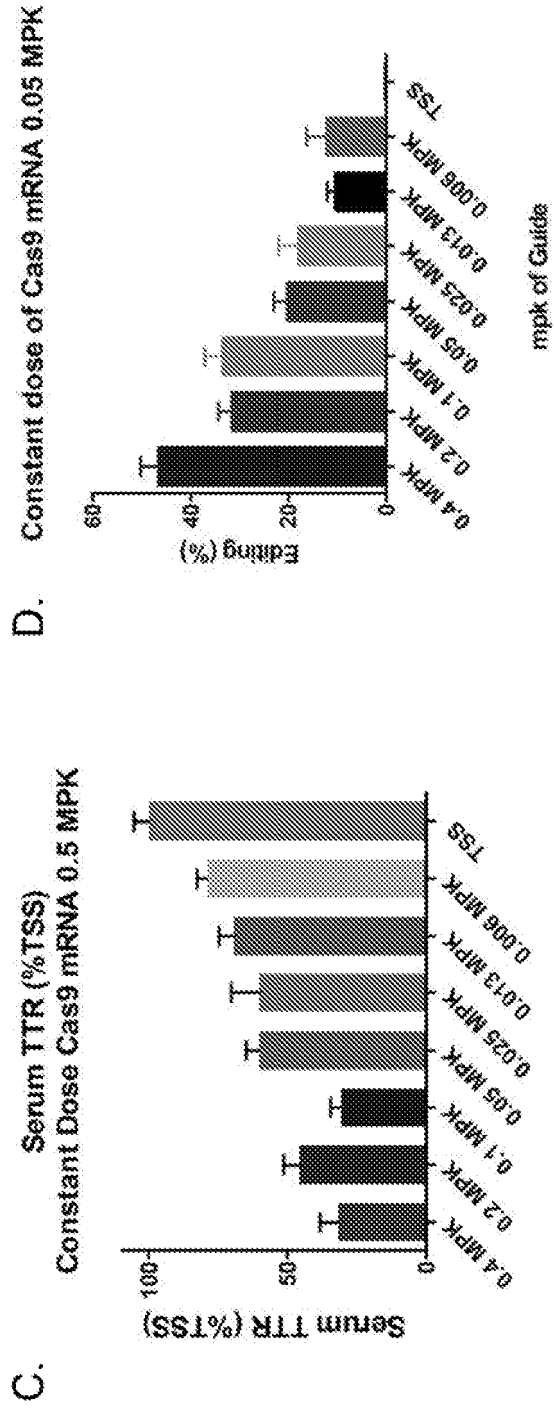 C.
Serum TTR (%TSS)
Constant Dose Cas9 mRNA 0.5 MPK
Serum TTR (%TSS)
100
50
0
0.4 MPK
0.2 MPK
0.1 MPK
0.05 MPK
0.025 MPK
0.013 MPK
0.006 MPK
TSS
D.
Constant dose of Cas9 mRNA 0.05 MPK
Editing (%)
60
40
20
0
0.4 MPK
0.2 MPK
0.1 MPK
0.05 MPK
0.025 MPK
0.013 MPK
0.006 MPK
TSS
mpk of Guide